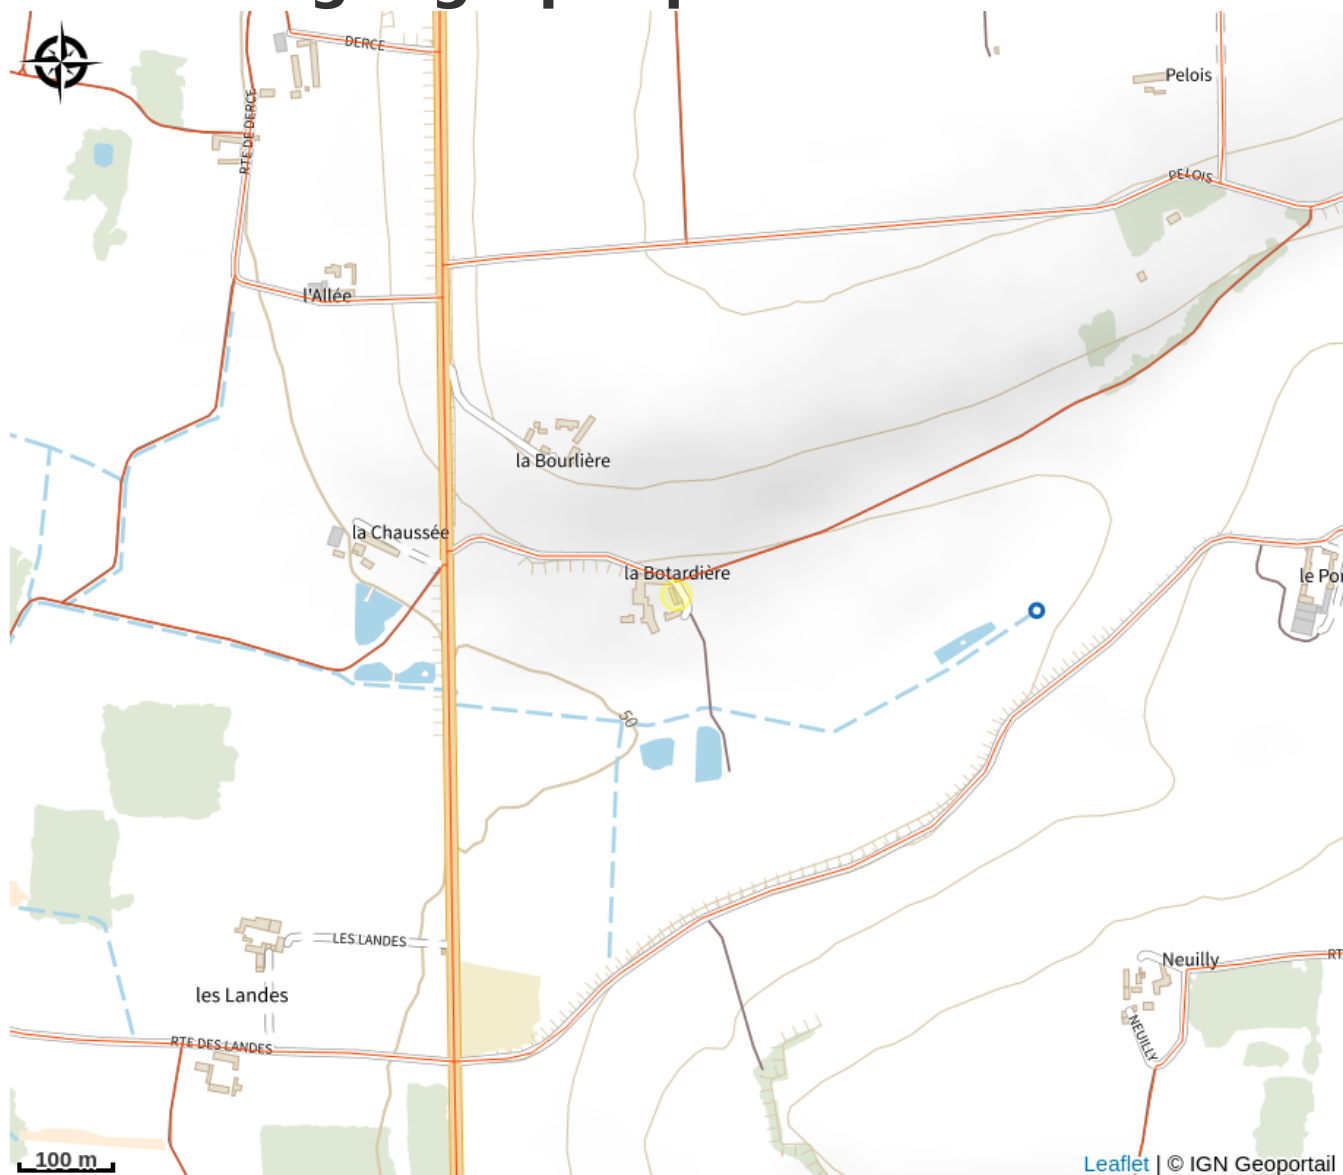 DERCE
Pelois
RTE DE DERCE
PELOIS
l'Allée
la Bourlière
la Chaussée
la Botardière
le Por
50
LES LANDES
Neuilly
RT
les Landes
NEUILLY
RTE DES LANDES
100 m
Leaflet | © IGN Geoportail